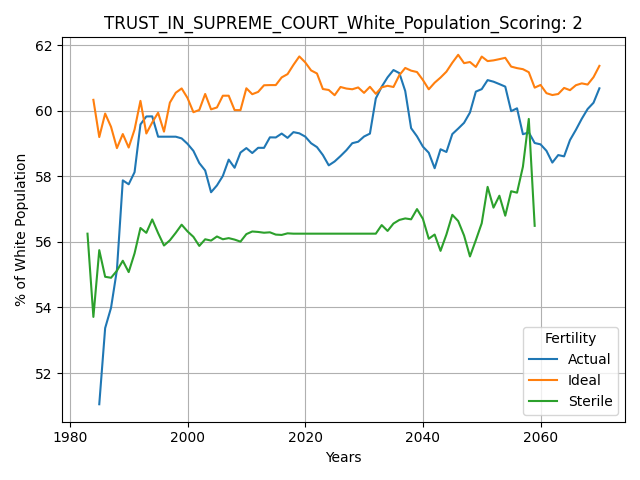 TRUST_IN_SUPREME_COURT_White_Population_Scoring: 2
% of White Population
62
60
58
56
54
52
1980
2000
2020
2040
2060
Years
Fertility
Actual
Ideal
Sterile